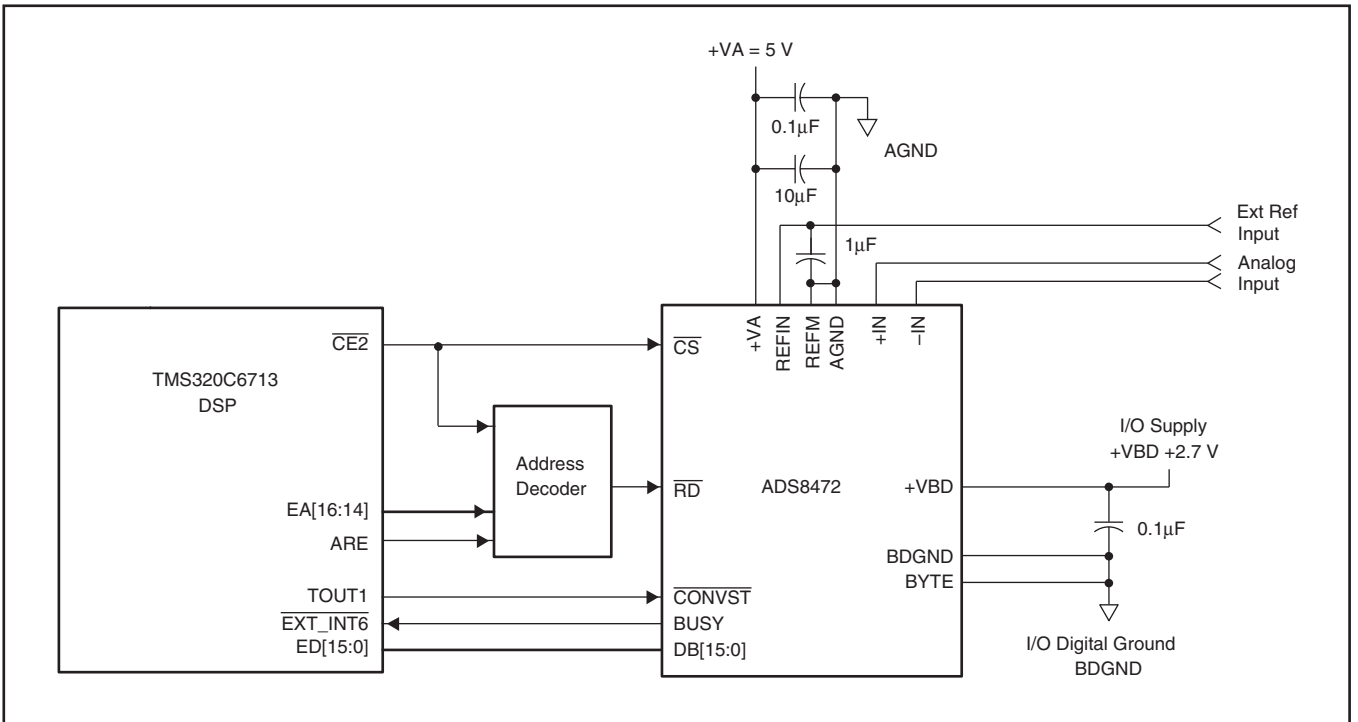 +VA = 5 V
0.1μF
AGND
10μF
1μF
Ext Ref
Input
Analog
Input
TMS320C6713
DSP
CE2
EA[16:14]
ARE
TOUT1
EXT_INT6
ED[15:0]
Address
Decoder
+VA
REFIN
REFM
AGND
+IN
–IN
CS
RD
ADS8472
CONVST
BUSY
DB[15:0]
+VBD
BDGND
BYTE
I/O Supply
+VBD +2.7 V
0.1μF
I/O Digital Ground
BDGND